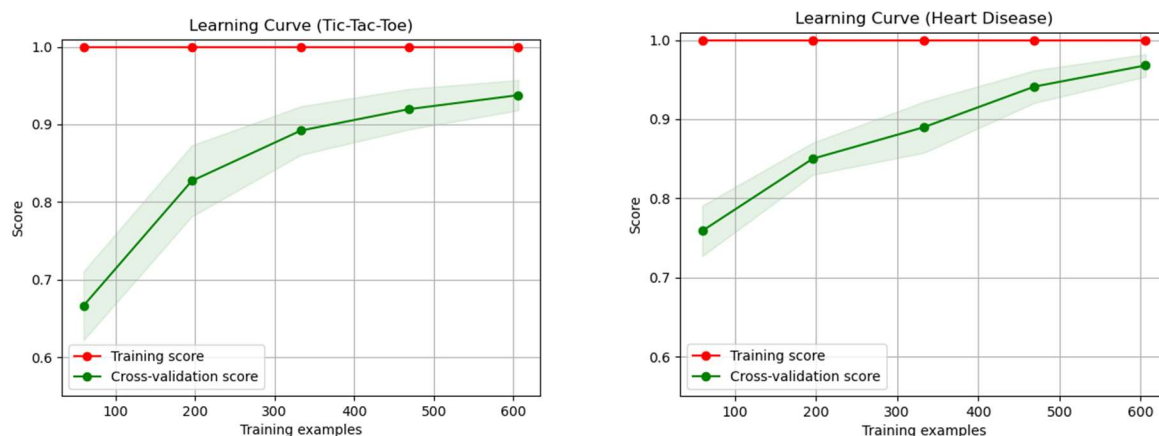 Learning Curve (Tic-Tac-Toe)
1.0
0.9
0.8
0.7
0.6
Score
Training score
Cross-validation score
100 200 300 400 500 600
Training examples
Learning Curve (Heart Disease)
1.0
0.9
0.8
0.7
0.6
Score
Training score
Cross-validation score
100 200 300 400 500 600
Training examples